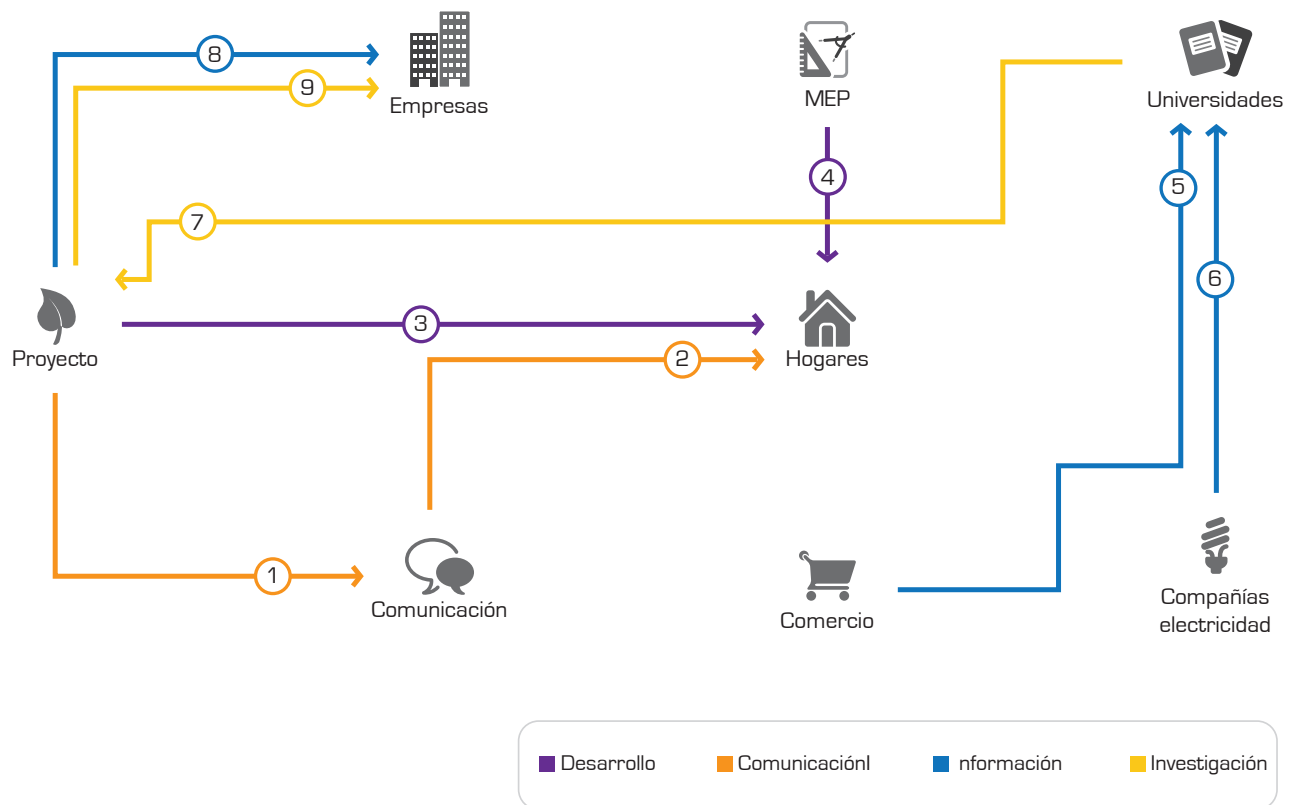 8
Empresas
9
MEP
Universidades
4
5
7
6
3
Proyecto
2
Hogares
1
Comunicación
Comercio
Compañías
electricidad
Desarrollo
ComunicaciónI
nformación
Investigación